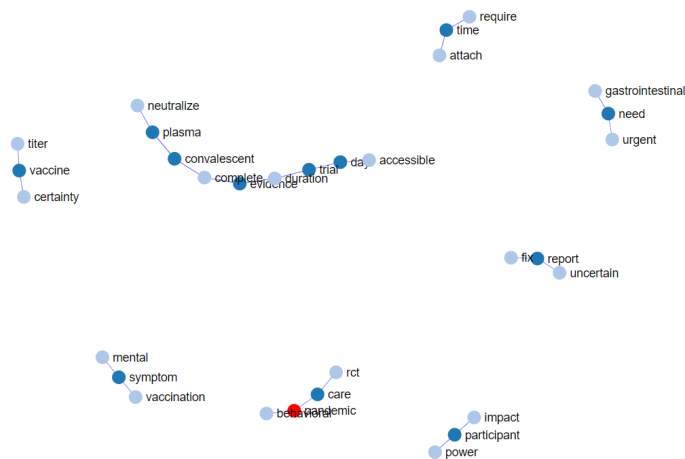 require
time
attach
gastrointestinal
neutralize
need
plasma
urgent
titer
convalescent
accessible
day
vaccine
trial
complete
duration
evidence
certainty
fix
report
uncertain
mental
rct
symptom
care
vaccination
pandemic
behavioral
impact
participant
power